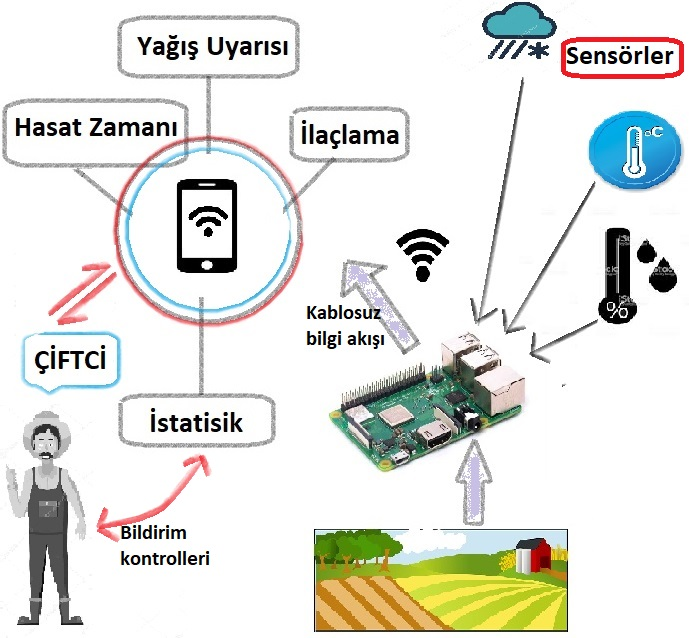 Yağış Uyarısı
Sensörler
Hasat Zamanı
İlaçlama
°C
%
Kablosuz
bilgi akışı
ÇİFTCİ
İstatisik
Bildirim
kontrolleri